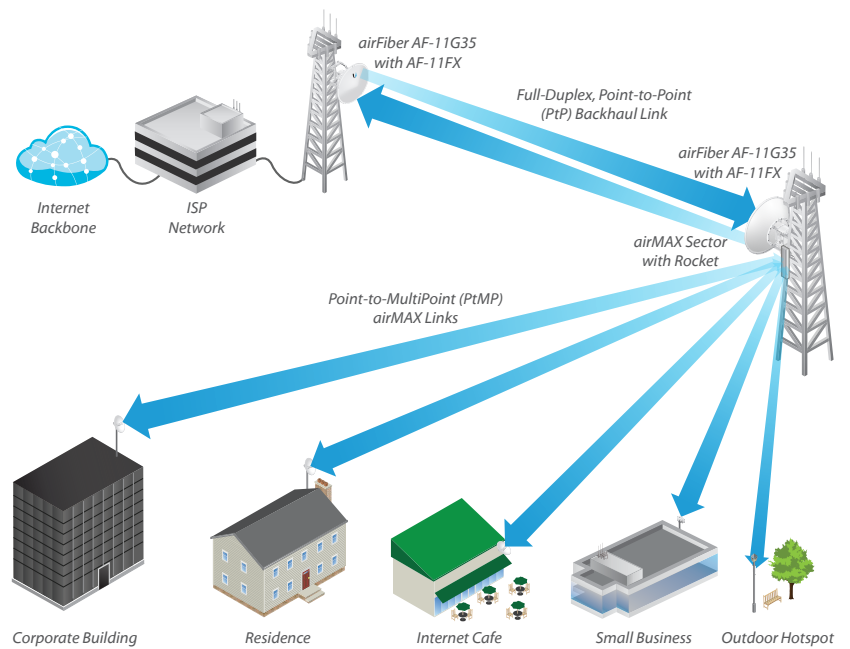 airFiber AF-11G35
with AF-11FX
Full-Duplex, Point-to-Point
(PtP) Backhaul Link
airFiber AF-11G35
with AF-11FX
Internet
Backbone
ISP
Network
airMAX Sector
with Rocket
Point-to-MultiPoint (PtMP)
airMAX Links
Corporate Building
Residence
Internet Cafe
Small Business
Outdoor Hotspot